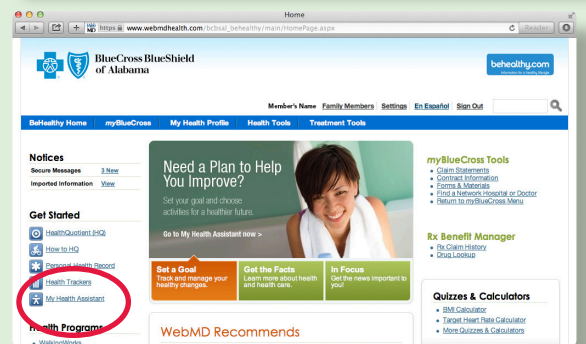 Home
https www.webmdhealth.com/bcbsal_behealthy/main/HomePage.aspx
Reader
BlueCross BlueShield
of Alabama
behealthy.com
Member's Name Family Members Settings En Español Sign Out
BeHealthy Home myBlueCross My Health Profile Health Tools Treatment Tools
Notices
Secure Messages 3 New
Imported Information View
Get Started
HealthQuotient (HQ)
How to HQ
Personal Health Record
Health Trackers
My Health Assistant
Health Programs
WalkingWorks
Need a Plan to Help
You Improve?
Set your goal and choose
activities for a healthier future.
Go to My Health Assistant now >
Set a Goal
Track and manage your
healthy changes.
Get the Facts
Learn more about health
and health care.
In Focus
Get the news important to
you!
WebMD Recommends
myBlueCross Tools
Claim Statements
Contract Information
Forms & Materials
Find a Network Hospital or Doctor
Return to myBlueCross Menu
Rx Benefit Manager
Rx Claim History
Drug Lookup
Quizzes & Calculators
BMI Calculator
Target Heart Rate Calculator
More Quizzes & Calculators